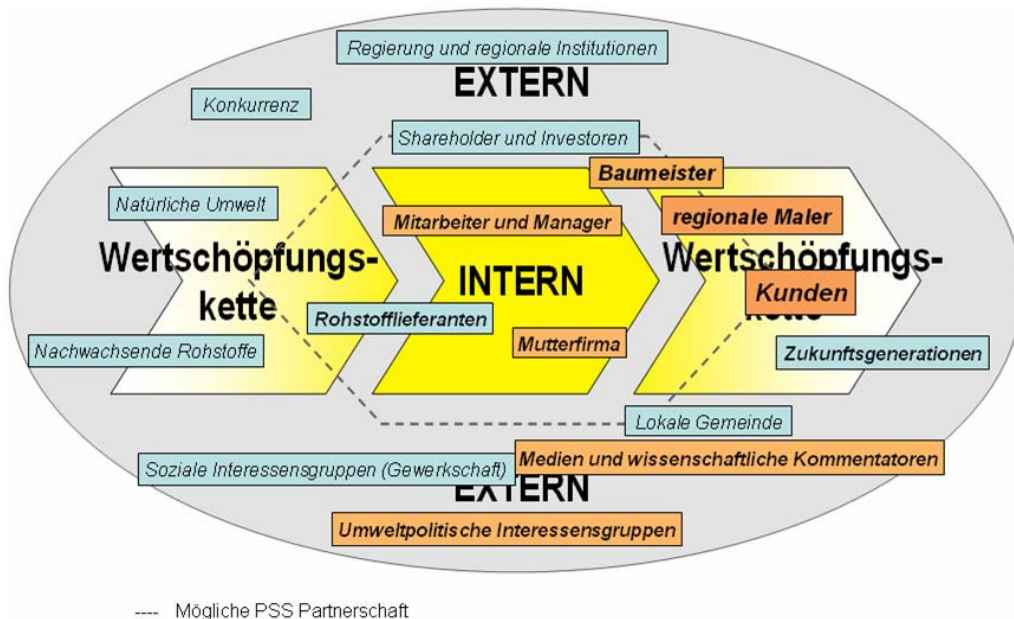 Regierung und regionale Institutionen
EXTERN
Konkurrenz
Shareholder und Investoren
Baumeister
Natürliche Umwelt
Mitarbeiter und Manager
regionale Maler
Wertschöpfungs-
kette
INTERN
Wertschöpfungs-
kette
Kunden
Rohstofflieferanten
Mutterfirma
Nachwachsende Rohstoffe
Zukunftsgenerationen
Lokale Gemeinde
Soziale Interessensgruppen (Gewerkschaft)
Medien und wissenschaftliche Kommentatoren
EXTERN
Umweltpolitische Interessensgruppen
---- Mögliche PSS Partnerschaft